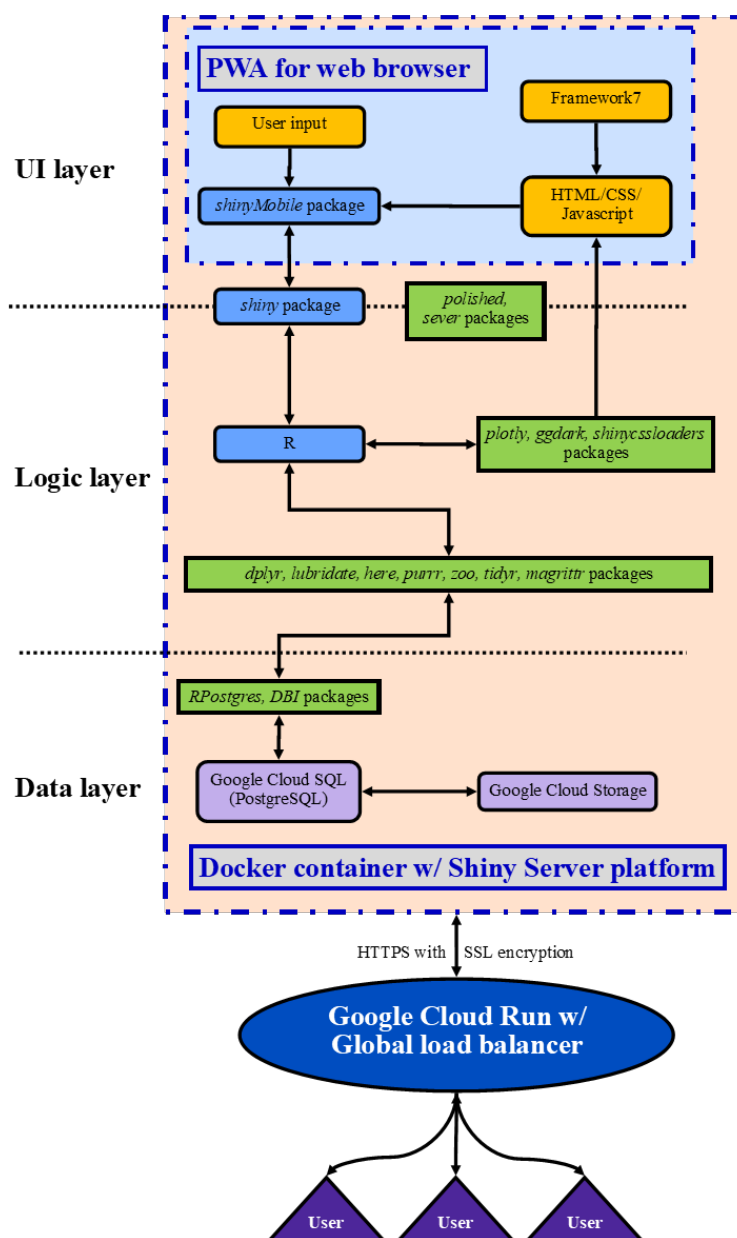 PWA for web browser
Framework7
User input
UI layer
HTML/CSS/
Javascript
shinyMobile package
shiny package
polished,
sever packages
R
plotly, ggdark, shinycssloaders
packages
Logic layer
dplyr, lubridate, here, purrr, zoo, tidyr, magrittr packages
RPostgres, DBI packages
Data layer
Google Cloud SQL
(PostgreSQL)
Google Cloud Storage
Docker container w/ Shiny Server platform
HTTPS with SSL encryption
Google Cloud Run w/
Global load balancer
User
User
User